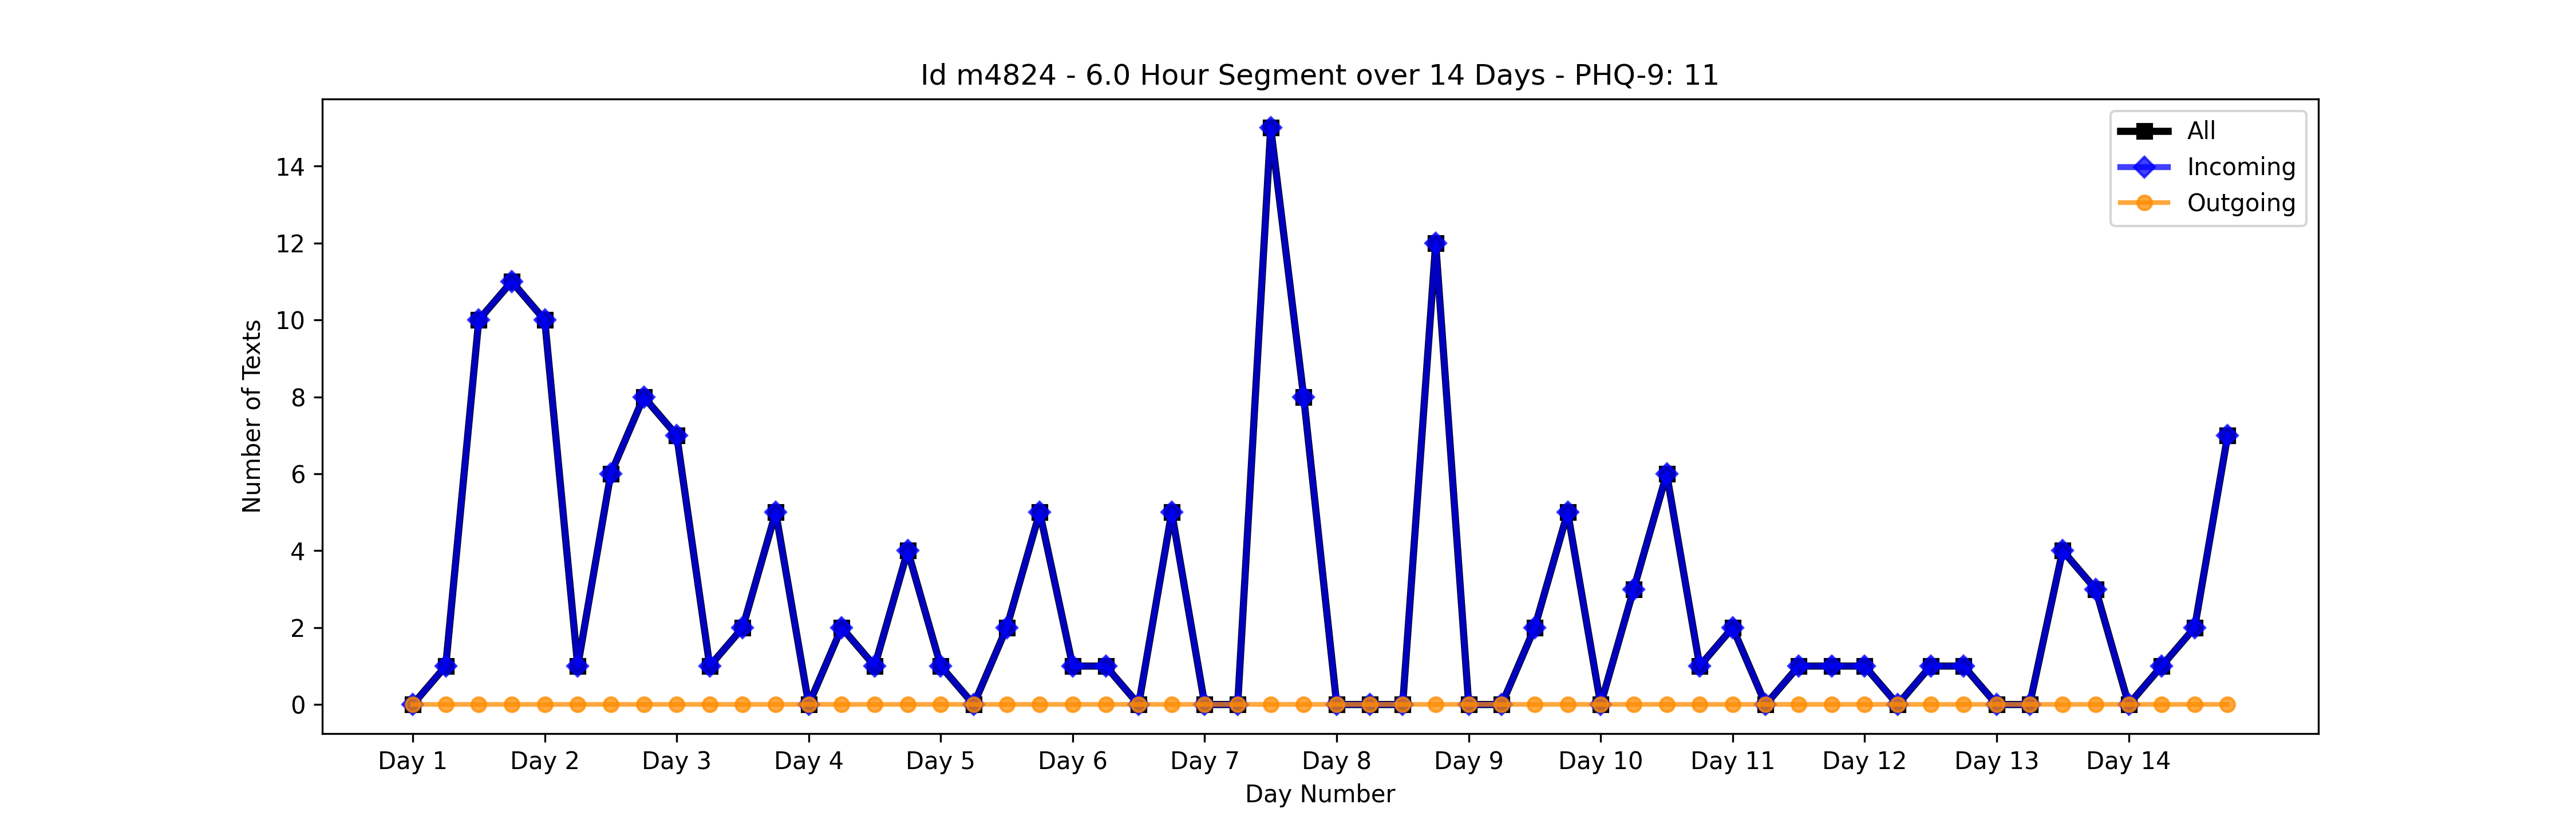 Id m4824 - 6.0 Hour Segment over 14 Days - PHQ-9: 11
All
Incoming
Outgoing
Number of Texts
14
12
10
8
6
4
2
0
Day 1 Day 2 Day 3 Day 4 Day 5 Day 6 Day 7 Day 8 Day 9 Day 10 Day 11 Day 12 Day 13 Day 14
Day Number